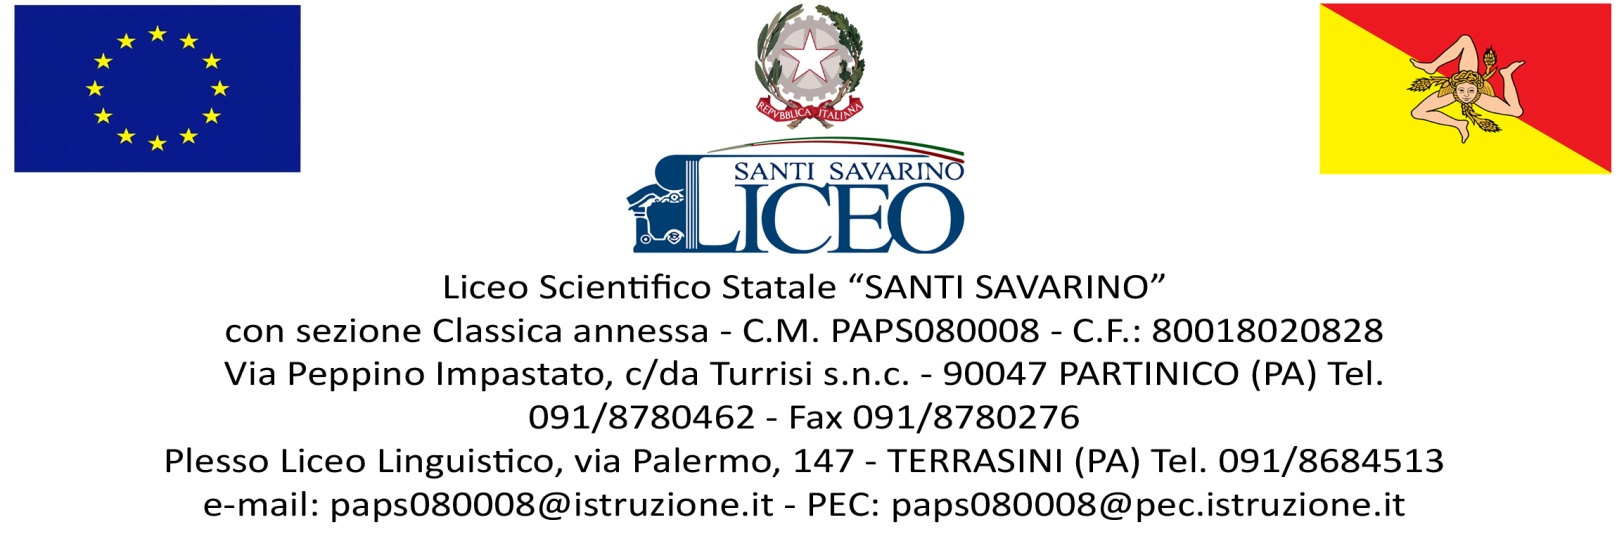 REPVBBLICA ITALIANA
SANTI SAVARINO
LICEO
Liceo Scientifico Statale “SANTI SAVARINO”
con sezione Classica annessa - C.M. PAPS080008 - C.F.: 80018020828
Via Peppino Impastato, c/da Turrisi s.n.c. - 90047 PARTINICO (PA) Tel.
091/8780462 - Fax 091/8780276
Plesso Liceo Linguistico, via Palermo, 147 - TERRASINI (PA) Tel. 091/8684513
e-mail: paps080008@istruzione.it - PEC: paps080008@pec.istruzione.it